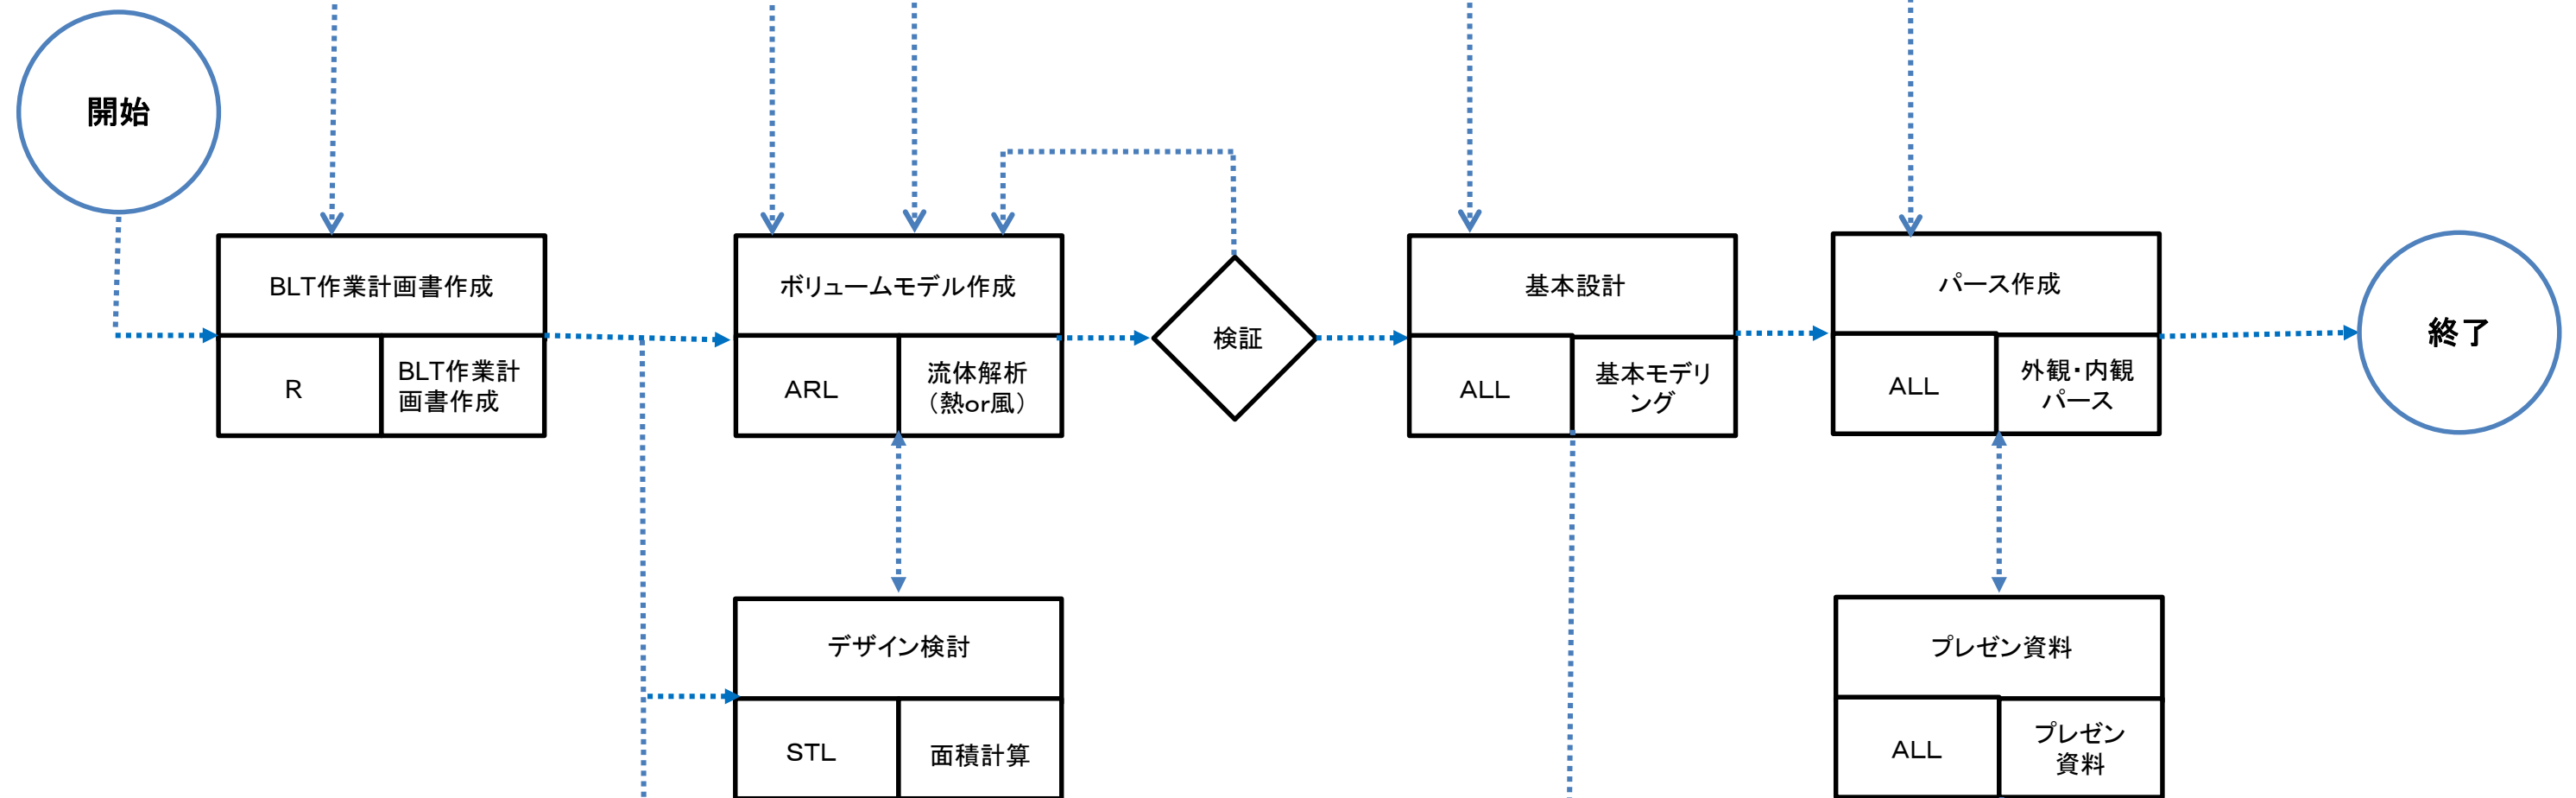 開始
BLT作業計画書作成
R
BLT作業計
画書作成
ボリュームモデル作成
ARL
流体解析
（熱or風）
検証
基本設計
ALL
基本モデリ
ング
パース作成
ALL
外観・内観
パース
終了
デザイン検討
STL
面積計算
プレゼン資料
ALL
プレゼン
資料